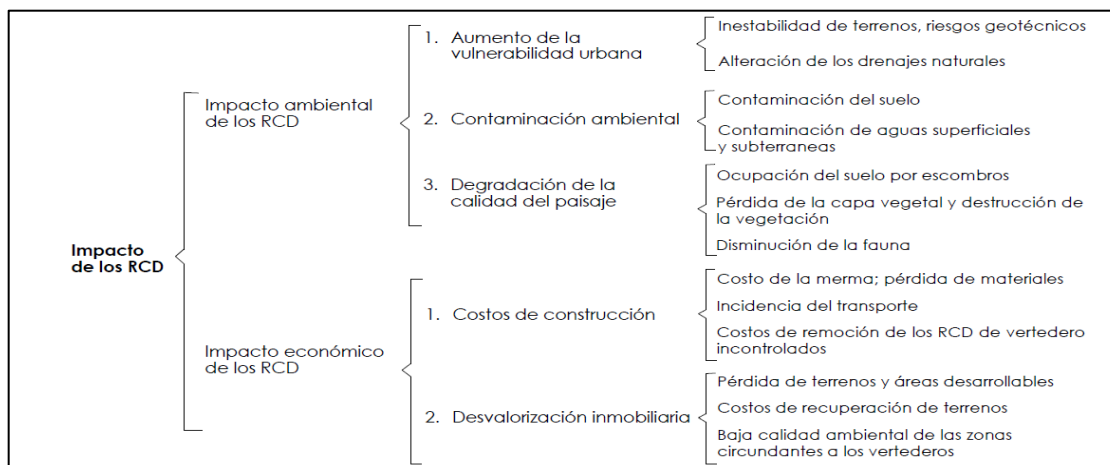 Impacto
de los RCD
Impacto ambiental
de los RCD
1. Aumento de la
vulnerabilidad urbana
Inestabilidad de terrenos, riesgos geotécnicos
Alteración de los drenajes naturales
2. Contaminación ambiental
Contaminación del suelo
Contaminación de aguas superficiales
y subterraneas
3. Degradación de la
calidad del paisaje
Ocupación del suelo por escombros
Pérdida de la capa vegetal y destrucción de
la vegetación
Disminución de la fauna
Impacto económico
de los RCD
1. Costos de construcción
Costo de la merma; pérdida de materiales
Incidencia del transporte
Costos de remoción de los RCD de vertedero
incontrolados
2. Desvalorización inmobiliaria
Pérdida de terrenos y áreas desarrollables
Costos de recuperación de terrenos
Baja calidad ambiental de las zonas
circundantes a los vertederos